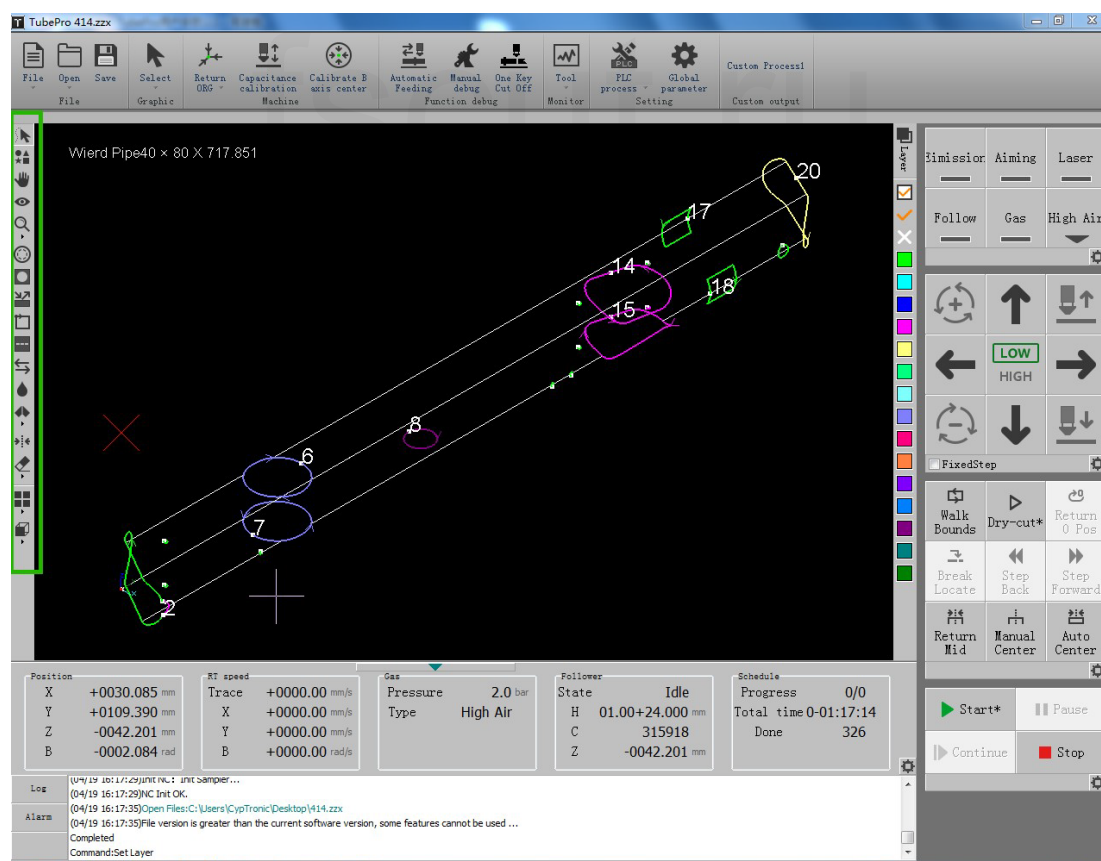 TubePro 414.zzx
File Open Save Select Return ORG Capacitance calibration Calibrate B axis center Automatic Feeding Manual debug One Key Cut Off Tool PLC process Global parameter Custom Process1
File Graphic Machine Function debug Monitor Setting Custom output
Wierd Pipe40 × 80 X 717.851
Layer
20
17
14
18
15
8
6
7
2
x
Aiming Laser
Follow Gas High Air
LOW
HIGH
FixedStep
Walk Bounds Dry-cut* Return 0 Pos
Break Locate Step Back Step Forward
Return Mid Manual Center Auto Center
Start* Pause
Continue Stop
Position
X +0030.085 mm
Y +0109.390 mm
Z -0042.201 mm
B -0002.084 rad
RT speed
Trace +0000.00 mm/s
X +0000.00 mm/s
Y +0000.00 mm/s
B +0000.00 rad/s
Gas
Pressure 2.0 bar
Type High Air
Follower
State Idle
H 01.00+24.000 mm
C 315918
Z -0042.201 mm
Schedule
Progress 0/0
Total time 0-01:17:14
Done 326
Log
Alarm
(04/19 16:17:29)Init NC: Init Sampler...
(04/19 16:17:29)NC Init OK.
(04/19 16:17:35)Open Files:C:\Users\CypTronic\Desktop\414.zzx
(04/19 16:17:35)File version is greater than the current software version, some features cannot be used ...
Completed
Command:Set Layer